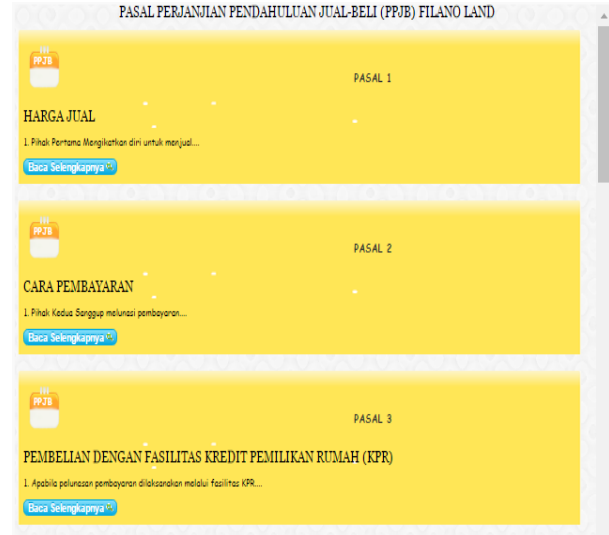 PASAL PERJANJIAN PENDAHULUAN JUAL-BELI (PPJB) FILANO LAND
PPJB
PASAL 1
HARGA JUAL
1. Pihak Pertama Mengikatkan diri untuk menjual....
Baca Selengkapnya
PPJB
PASAL 2
CARA PEMBAYARAN
1. Pihak Kedua Sanggup melunasi pembayaran....
Baca Selengkapnya
PPJB
PASAL 3
PEMBELIAN DENGAN FASILITAS KREDIT PEMILIKAN RUMAH (KPR)
1. Apabila pelunasan pembayaran dilaksanakan melalui fasilitas KPR....
Baca Selengkapnya